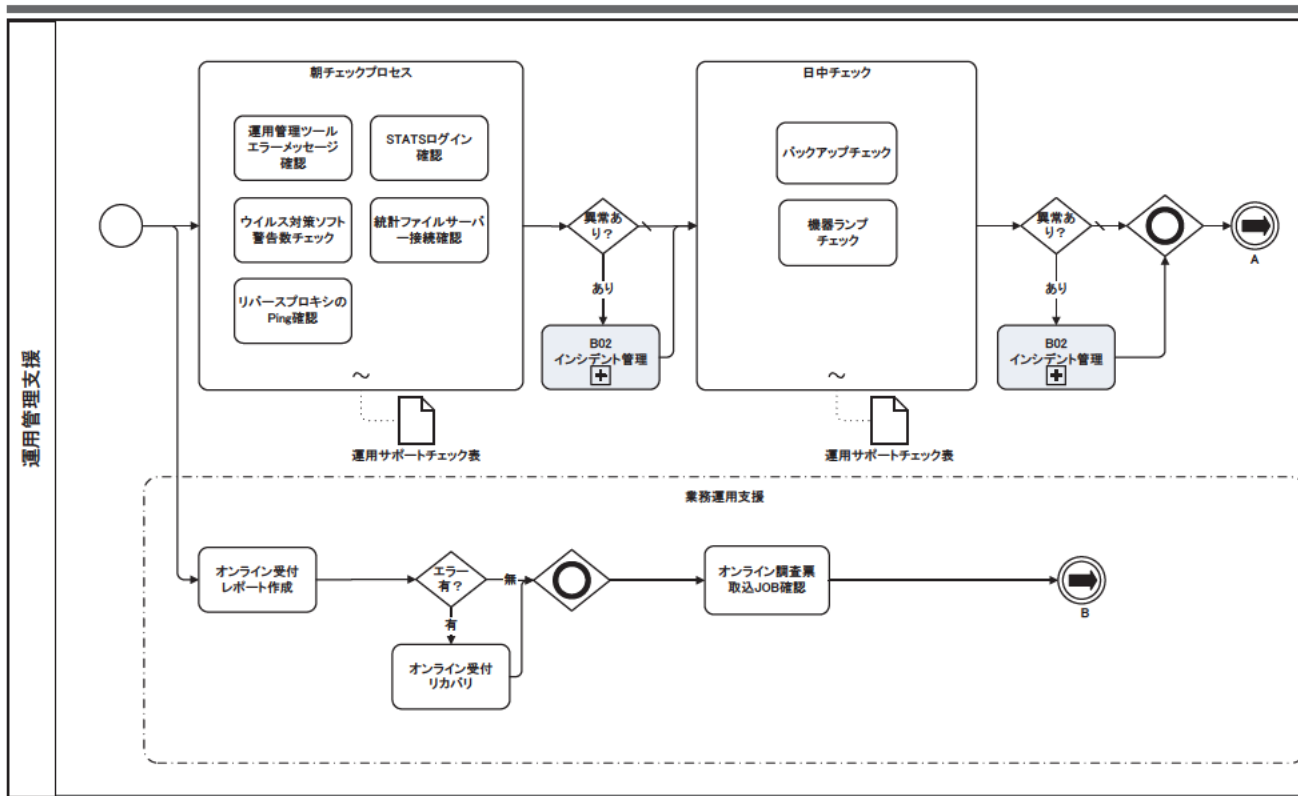 運用管理支援
朝チェックプロセス
運用管理ツール
エラーメッセージ
確認
STATSログイン
確認
ウイルス対策ソフト
警告数チェック
統計ファイルサーバ
ー接続確認
リバースプロキシの
Ping確認
～
運用サポートチェック表
異常あ
り?
あり
B02
インシデント管理
日中チェック
バックアップチェック
機器ランプ
チェック
～
運用サポートチェック表
異常あ
り?
あり
B02
インシデント管理
A
業務運用支援
オンライン受付
レポート作成
エラー
有?
無
有
オンライン受付
リカバリ
オンライン調査票
取込JOB確認
B